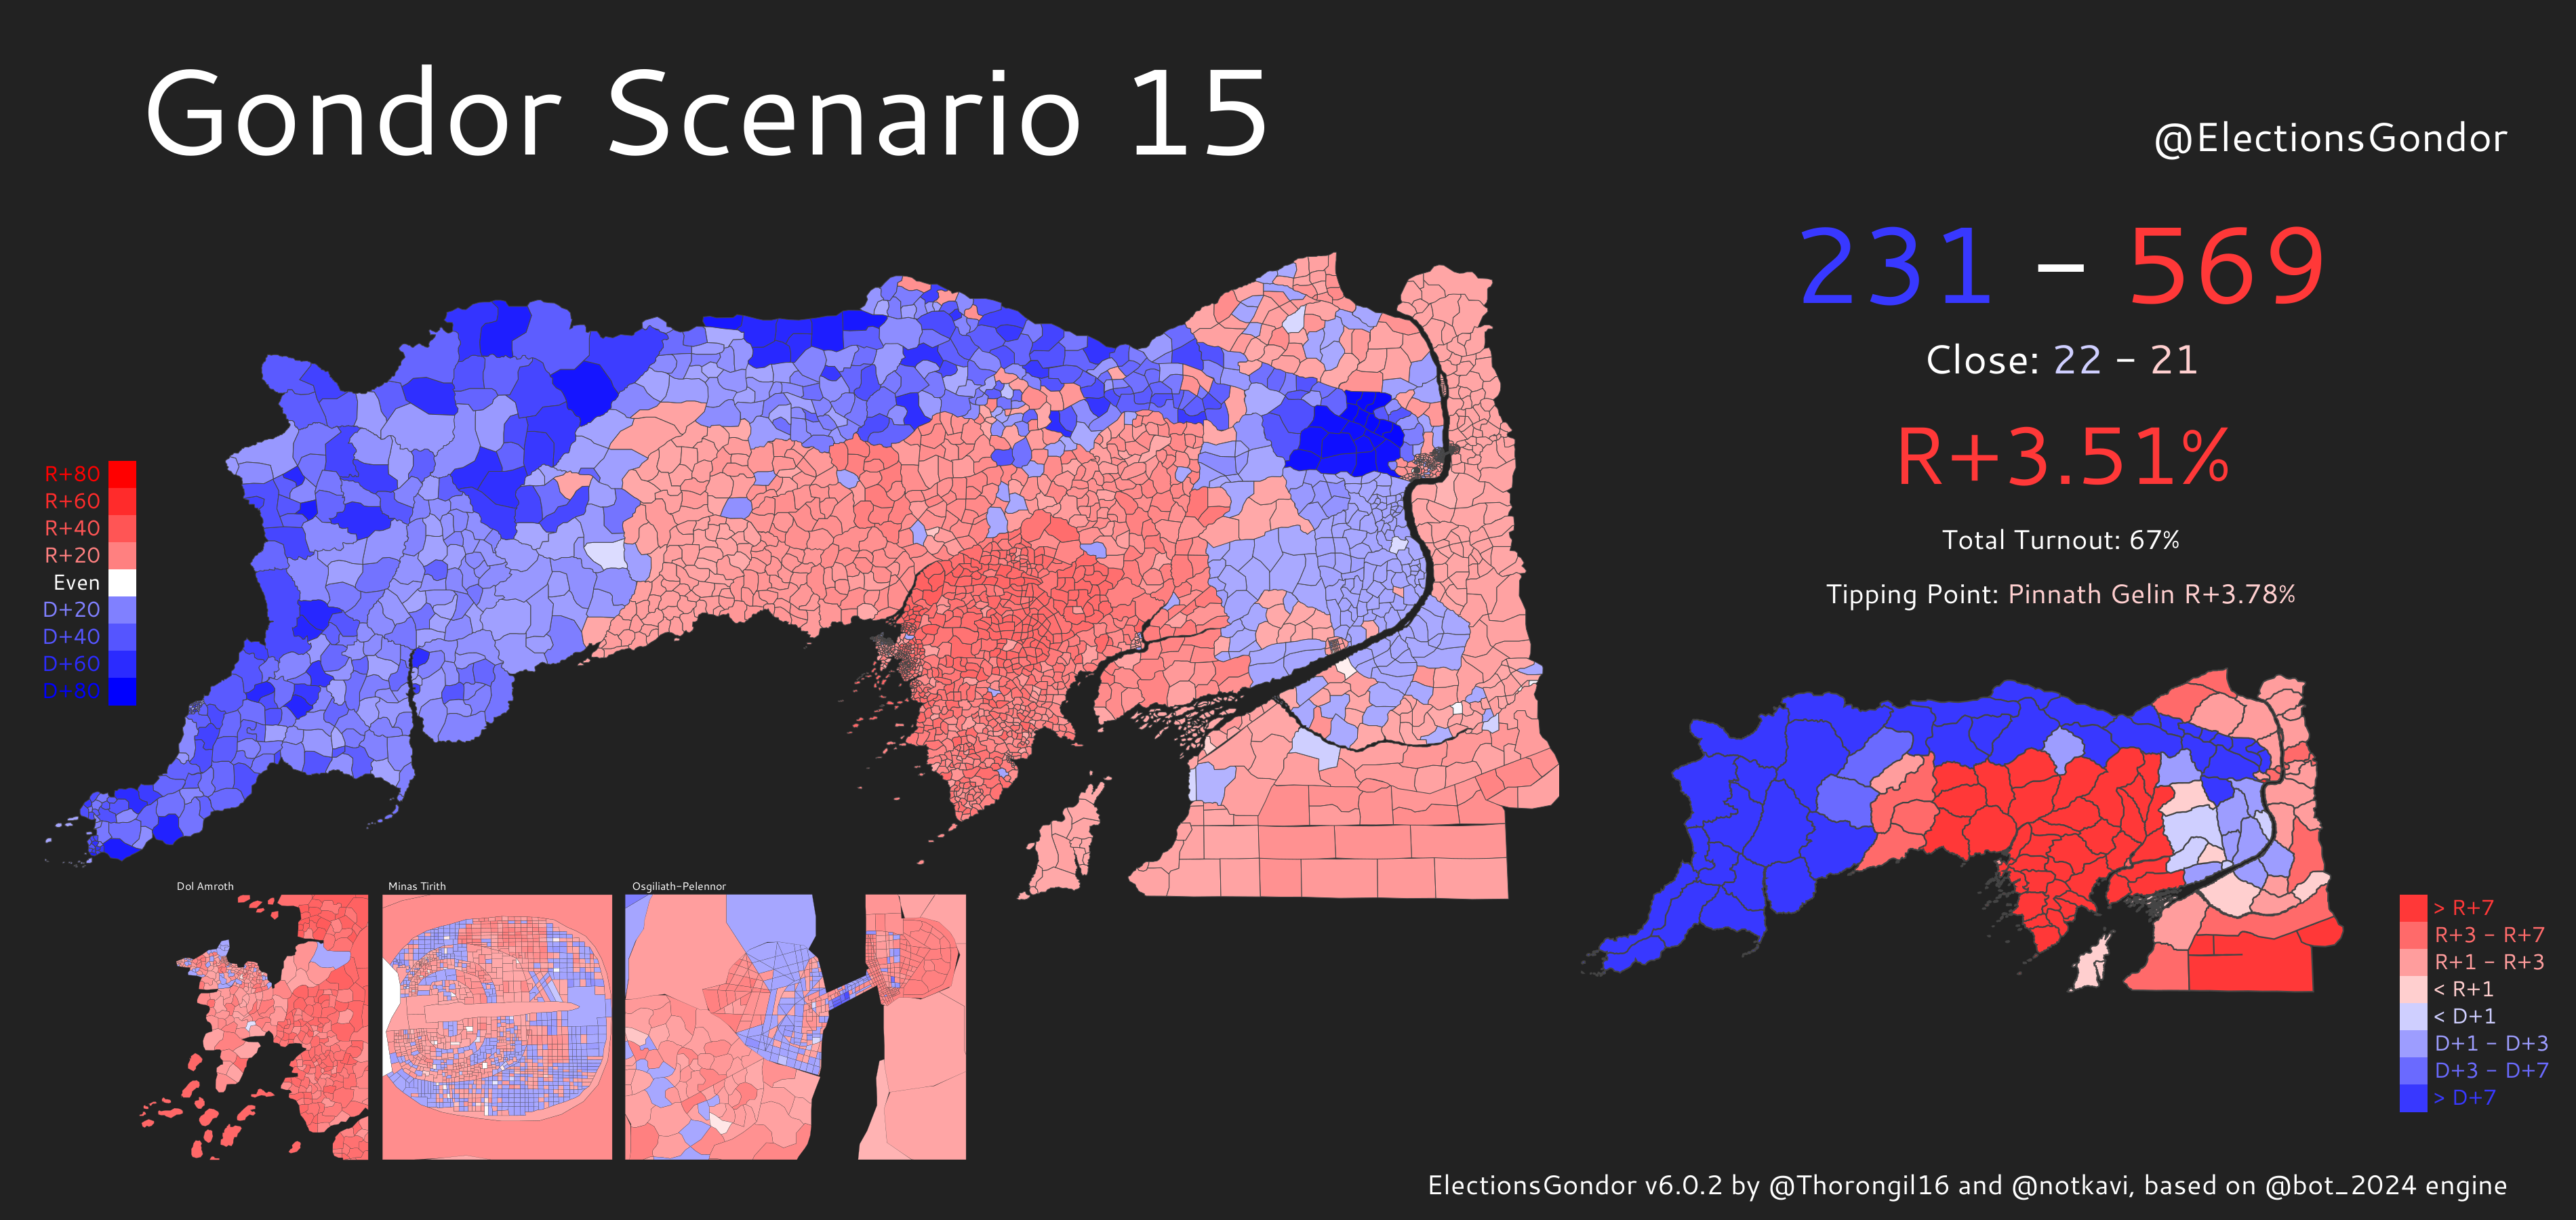 Gondor Scenario 15
@ElectionsGondor
231 – 569
Close: 22 - 21
R+3.51%
Total Turnout: 67%
Tipping Point: Pinnath Gelin R+3.78%
R+80
R+60
R+40
R+20
Even
D+20
D+40
D+60
D+80
Dol Amroth
Minas Tirith
Osgiliath-Pelennor
> R+7
R+3 - R+7
R+1 - R+3
< R+1
< D+1
D+1 - D+3
D+3 - D+7
> D+7
ElectionsGondor v6.0.2 by @Thorongil16 and @notkavi, based on @bot_2024 engine